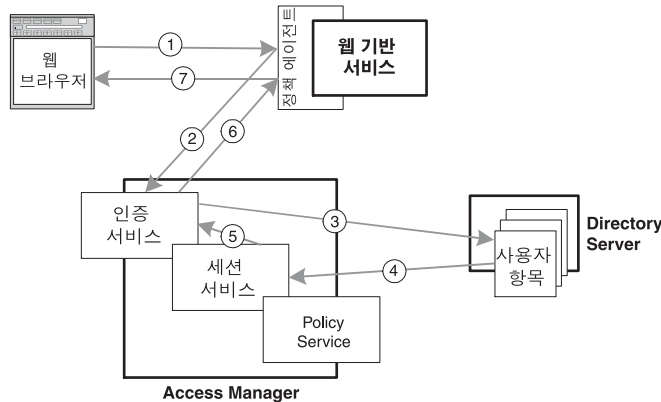 웹
브라우저
1
7
정책 에이전트
웹 기반
서비스
2
6
인증
서비스
3
5
세션
서비스
4
사용자
항목
Directory
Server
Policy
Service
Access Manager